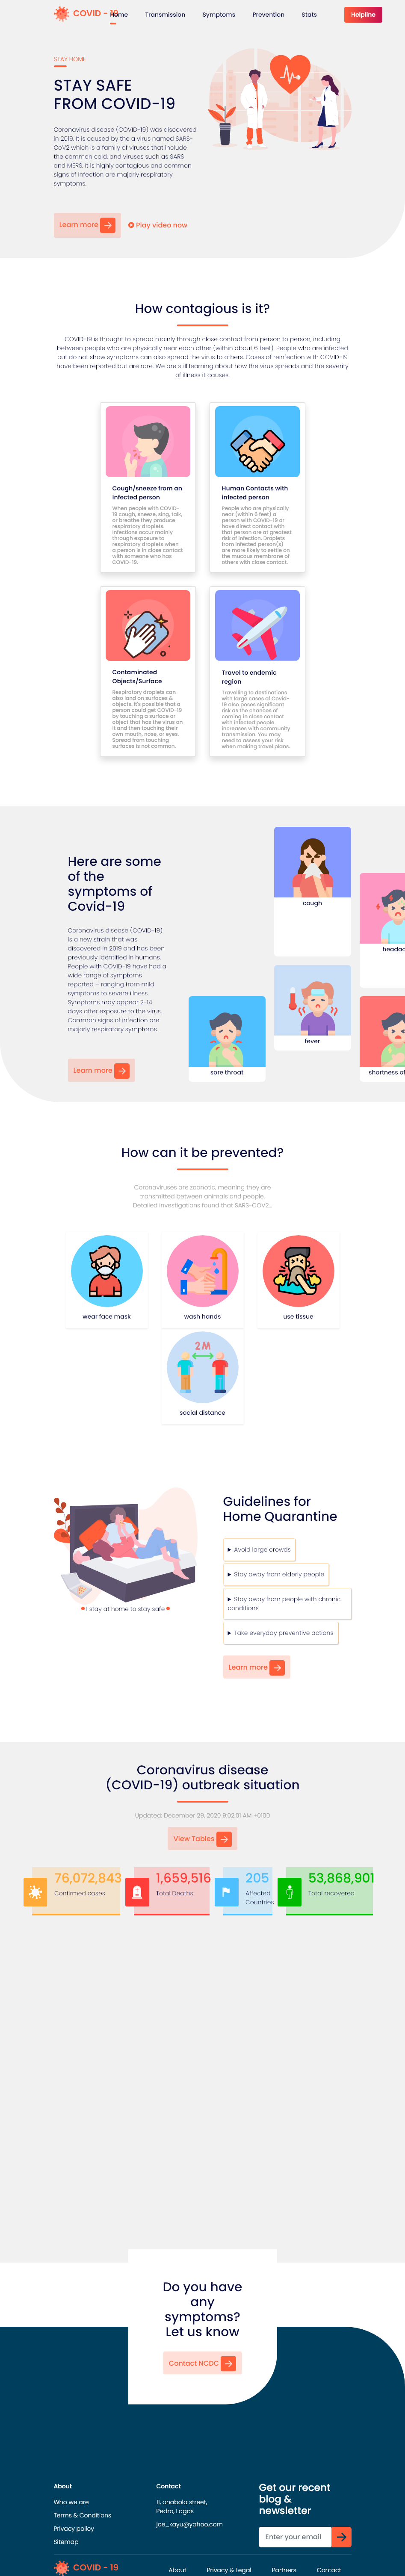 COVID - 19
Home
Transmission
Symptoms
Prevention
Stats
Helpline
STAY HOME
STAY SAFE
FROM COVID-19
Coronavirus disease (COVID-19) was discovered
in 2019. It is caused by the a virus named SARS-
CoV2 which is a family of viruses that include
the common cold, and viruses such as SARS
and MERS. It is highly contagious and common
signs of infection are majorly respiratory
symptoms.
Learn more
Play video now
How contagious is it?
COVID-19 is thought to spread mainly through close contact from person to person, including
between people who are physically near each other (within about 6 feet). People who are infected
but do not show symptoms can also spread the virus to others. Cases of reinfection with COVID-19
have been reported but are rare. We are still learning about how the virus spreads and the severity
of illness it causes.
Cough/sneeze from an
infected person
When people with COVID-
19 cough, sneeze, sing, talk,
or breathe they produce
respiratory droplets.
Infections occur mainly
through exposure to
respiratory droplets when
a person is in close contact
with someone who has
COVID-19.
Human Contacts with
infected person
People who are physically
near (within 6 feet) a
person with COVID-19 or
have direct contact with
that person are at greatest
risk of infection. Droplets
from infected person(s)
are more likely to settle on
the mucous membrane of
others with close contact.
Contaminated
Objects/Surface
Respiratory droplets can
also land on surfaces &
objects. It's possible that a
person could get COVID-19
by touching a surface or
object that has the virus on
it and then touching their
own mouth, nose, or eyes.
Spread from touching
surfaces is not common.
Travel to endemic
region
Travelling to destinations
with large cases of Covid-
19 also poses significant
risk as the chances of
coming in close contact
with infected people
increases with community
transmission. You may
need to assess your risk
when making travel plans.
Here are some
of the
symptoms of
Covid-19
Coronavirus disease (COVID-19)
is a new strain that was
discovered in 2019 and has been
previously identified in humans.
People with COVID-19 have had a
wide range of symptoms
reported – ranging from mild
symptoms to severe illness.
Symptoms may appear 2-14
days after exposure to the virus.
Common signs of infection are
majorly respiratory symptoms.
Learn more
cough
headac
fever
sore throat
shortness of
How can it be prevented?
Coronaviruses are zoonotic, meaning they are
transmitted between animals and people.
Detailed investigations found that SARS-COV2...
wear face mask
wash hands
use tissue
2M
social distance
I stay at home to stay safe
Guidelines for
Home Quarantine
Avoid large crowds
Stay away from elderly people
Stay away from people with chronic
conditions
Take everyday preventive actions
Learn more
Coronavirus disease
(COVID-19) outbreak situation
Updated: December 29, 2020 9:02:01 AM +0100
View Tables
76,072,843
Confirmed cases
1,659,516
Total Deaths
205
Affected
Countries
53,868,901
Total recovered
Do you have
any
symptoms?
Let us know
Contact NCDC
About
Who we are
Terms & Conditions
Privacy policy
Sitemap
Contact
11, onabola street,
Pedro, Lagos
joe_kayu@yahoo.com
Get our recent
blog &
newsletter
Enter your email
COVID - 19
About
Privacy & Legal
Partners
Contact